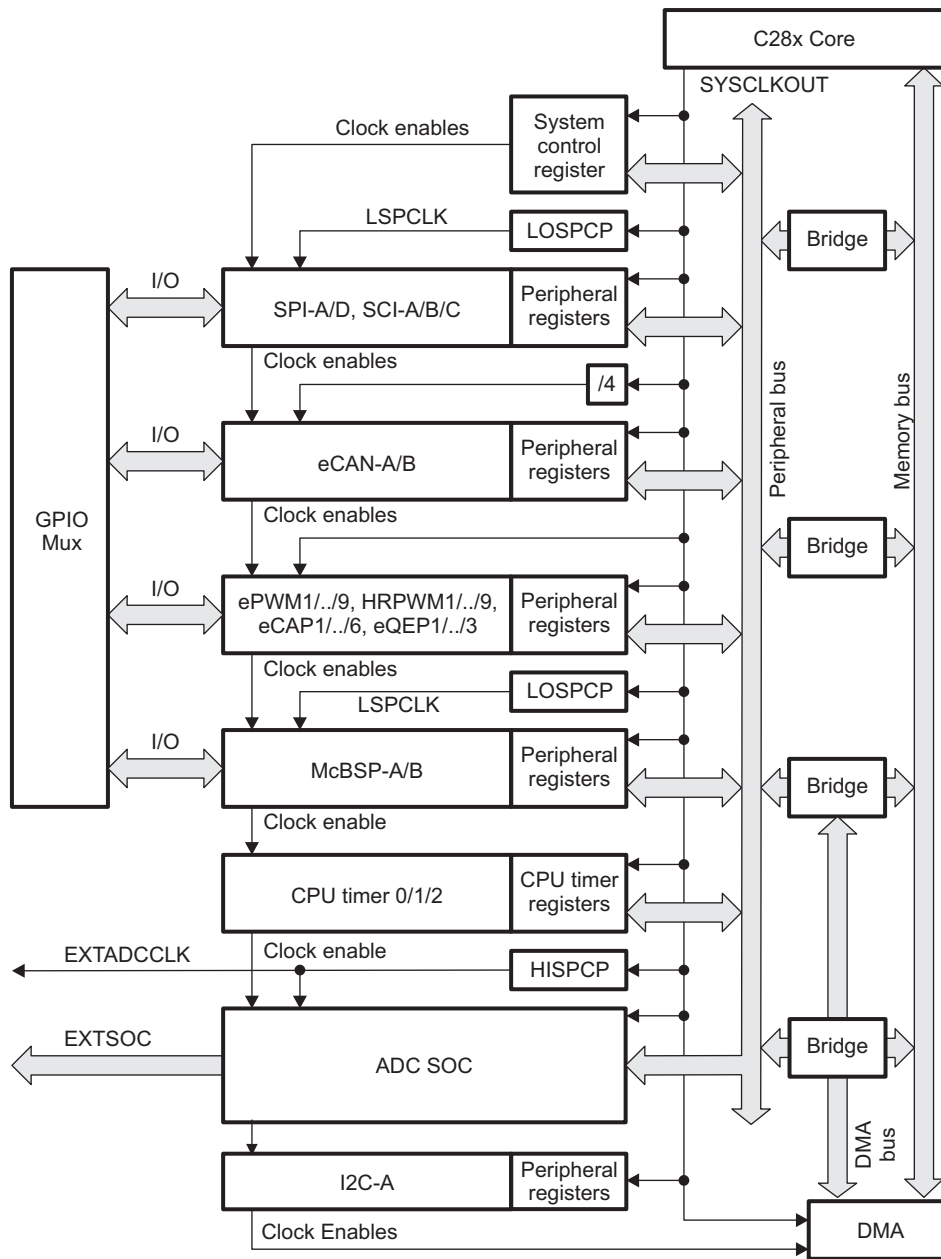 C28x Core
SYSCLKOUT
Clock enables
System
control
register
LSPCLK
LOSPCP
Bridge
I/O
SPI-A/D, SCI-A/B/C
Peripheral
registers
Clock enables
/4
Peripheral bus
Memory bus
I/O
eCAN-A/B
Peripheral
registers
Clock enables
GPIO
Mux
Bridge
I/O
ePWM1/../9, HRPWM1/../9,
eCAP1/../6, eQEP1/../3
Peripheral
registers
Clock enables
LSPCLK
LOSPCP
I/O
McBSP-A/B
Peripheral
registers
Bridge
Clock enable
CPU timer 0/1/2
CPU timer
registers
EXTADCCLK
Clock enable
HISPCP
EXTSOC
ADC SOC
Bridge
DMA
bus
I2C-A
Peripheral
registers
Clock Enables
DMA